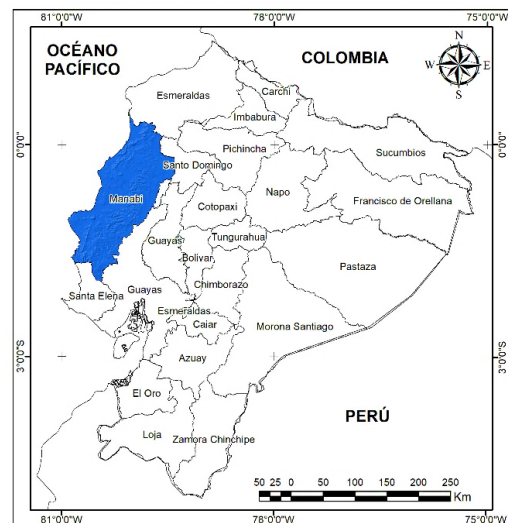 81°0'0"W
78°0'0"W
75°0'0"W
OCÉANO
PACÍFICO
COLOMBIA
N
W
E
S
Esmeraldas
Carchi
Imbabura
0°0'0"
0°0'0"
Pichincha
Sucumbios
Santo Domingo
Manabí
Napo
Francisco de Orellana
Cotopaxi
Guayas
Tungurahua
Bolivar
Pastaza
Chimborazo
Santa Elena
Guayas
Esmeraldas
Caiar
Morona Santiago
3°0'0"S
3°0'0"S
Azuay
El Oro
PERÚ
Loja
Zamora Chinchipe
50 25 0 50 100 150 200 250
Km
81°0'0"W
78°0'0"W
75°0'0"W